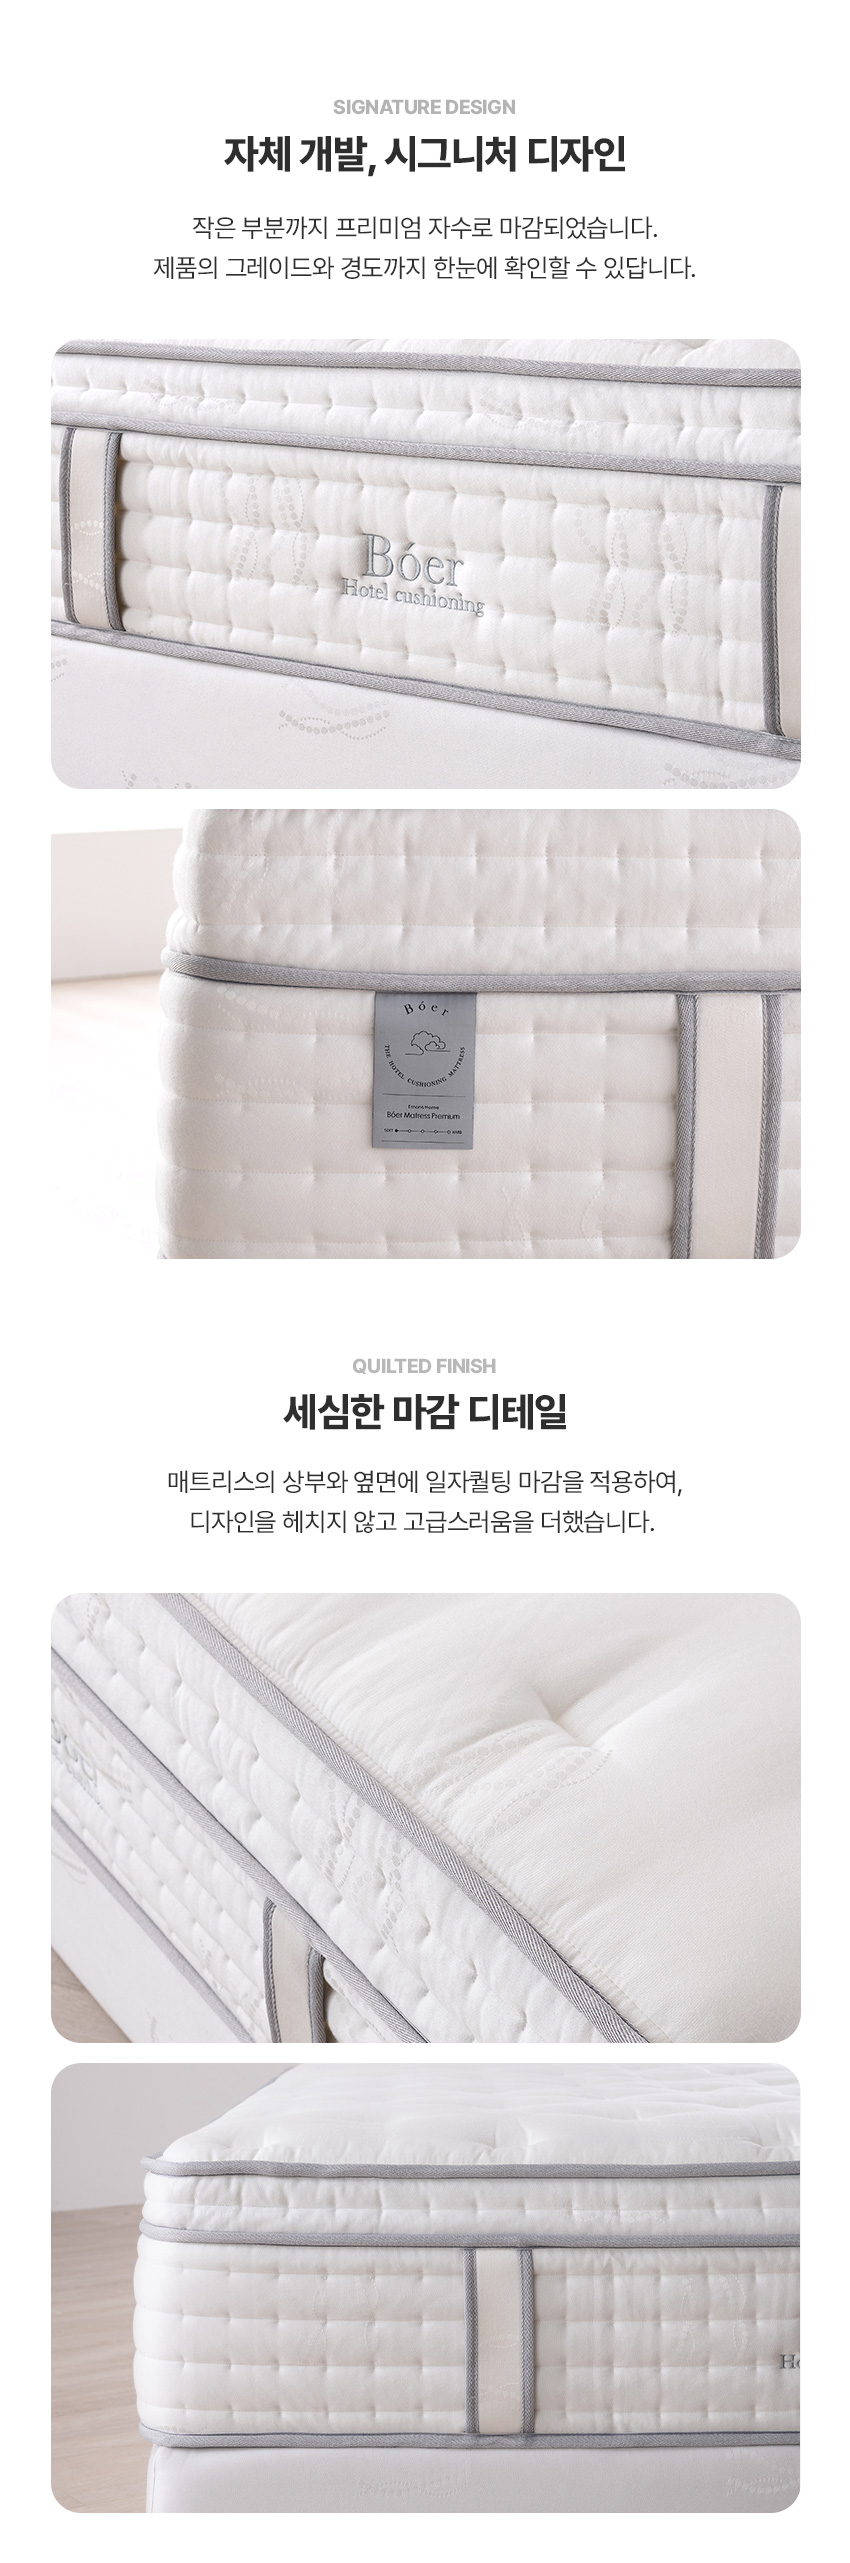 SIGNATURE DESIGN
자체 개발, 시그니처 디자인
작은 부분까지 프리미엄 자수로 마감되었습니다.
제품의 그레이드와 경도까지 한눈에 확인할 수 있답니다.
Bóer
Hotel cushioning
Bóer
THE HOTEL CUSHIONING MATTRESS
Emons Home
Bóer Mattress Premium
SOFT HARD
QUILTED FINISH
세심한 마감 디테일
매트리스의 상부와 옆면에 일자퀼팅 마감을 적용하여,
디자인을 헤치지 않고 고급스러움을 더했습니다.